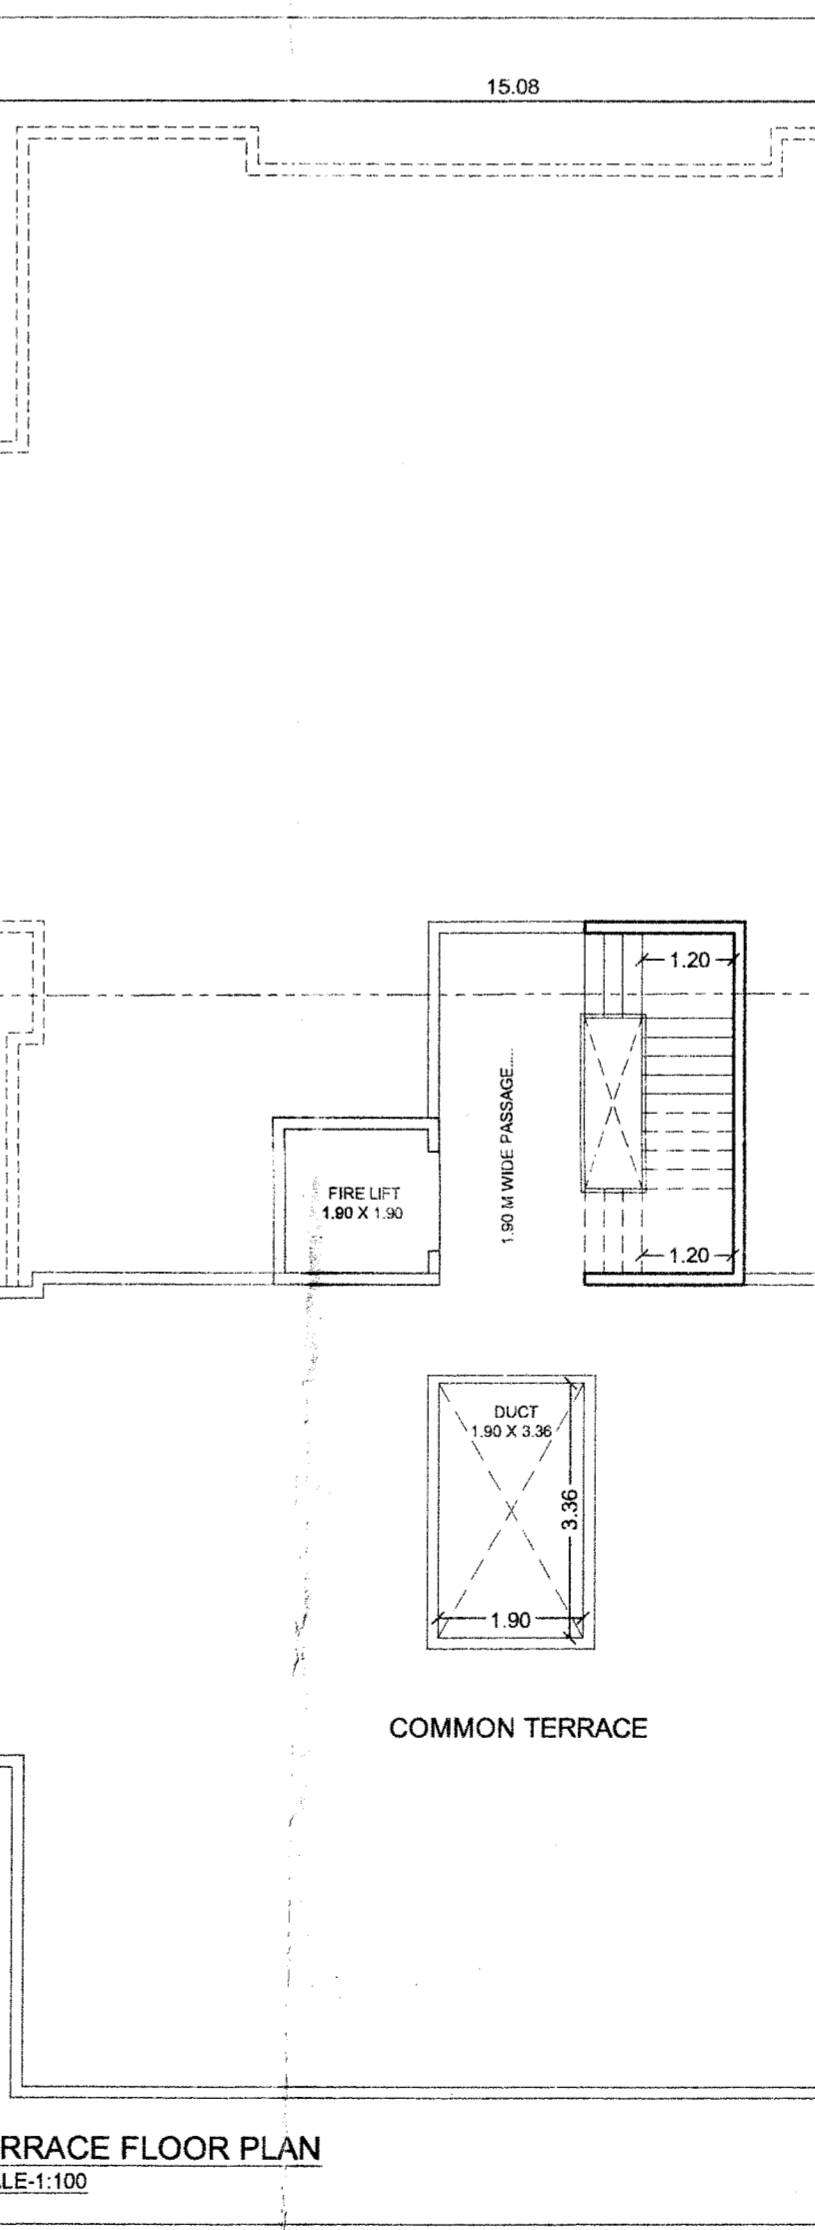 15.08
1.20
1.90 M WIDE PASSAGE.....
FIRE LIFT
1.90 X 1.90
1.20
DUCT
1.90 X 3.36
3.36
1.90
COMMON TERRACE
RRACE FLOOR PLAN
LE-1:100